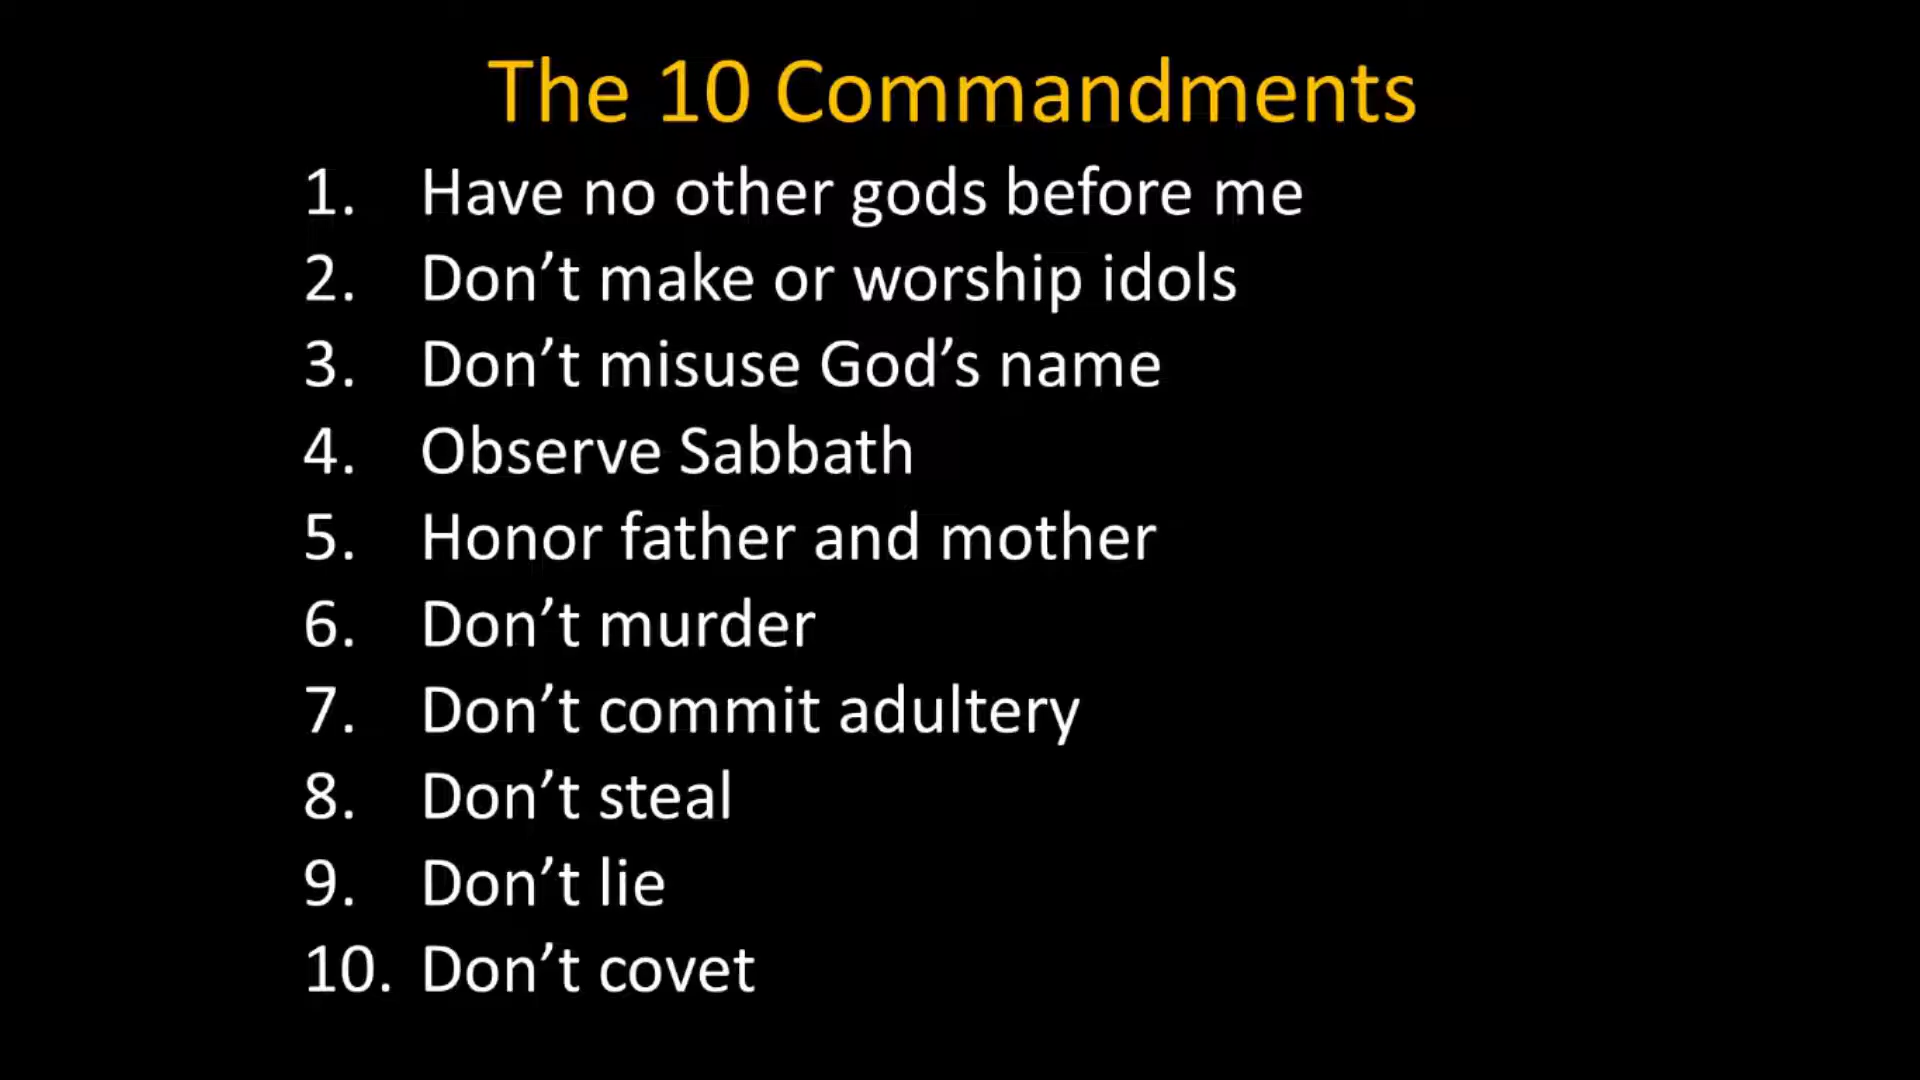 The 10 Commandments
1. Have no other gods before me
2. Don’t make or worship idols
3. Don’t misuse God’s name
4. Observe Sabbath
5. Honor father and mother
6. Don’t murder
7. Don’t commit adultery
8. Don’t steal
9. Don’t lie
10. Don’t covet